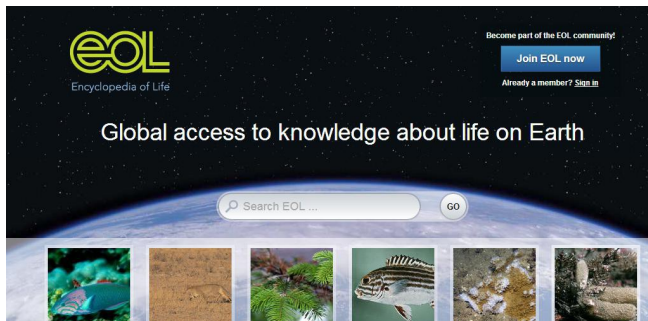 eol
Encyclopedia of Life
Become part of the EOL community!
Join EOL now
Already a member? Sign in
Global access to knowledge about life on Earth
Search EOL ...
GO